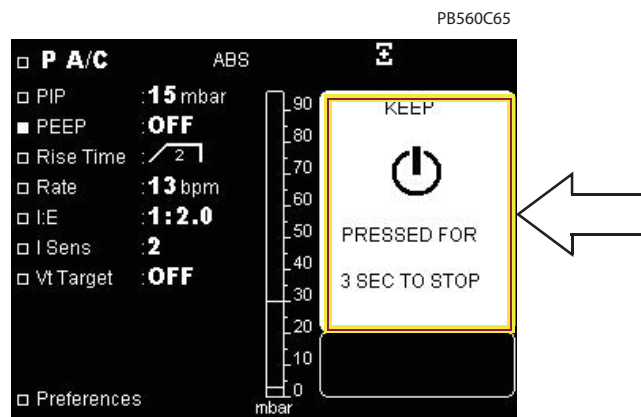 PB560C65
P A/C ABS
PIP :15 mbar
PEEP :OFF
Rise Time : 2
Rate :13 bpm
I:E :1:2.0
I Sens :2
Vt Target :OFF
Preferences
90
80
70
60
50
40
30
20
10
0
mbar
KEEP
PRESSED FOR
3 SEC TO STOP